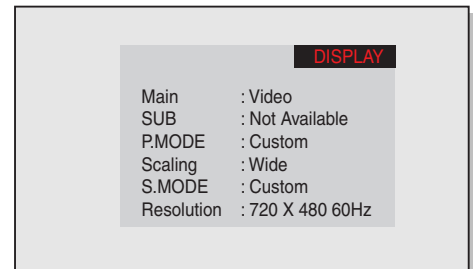 DISPLAY
Main : Video
SUB : Not Available
P.MODE : Custom
Scaling : Wide
S.MODE : Custom
Resolution : 720 X 480 60Hz